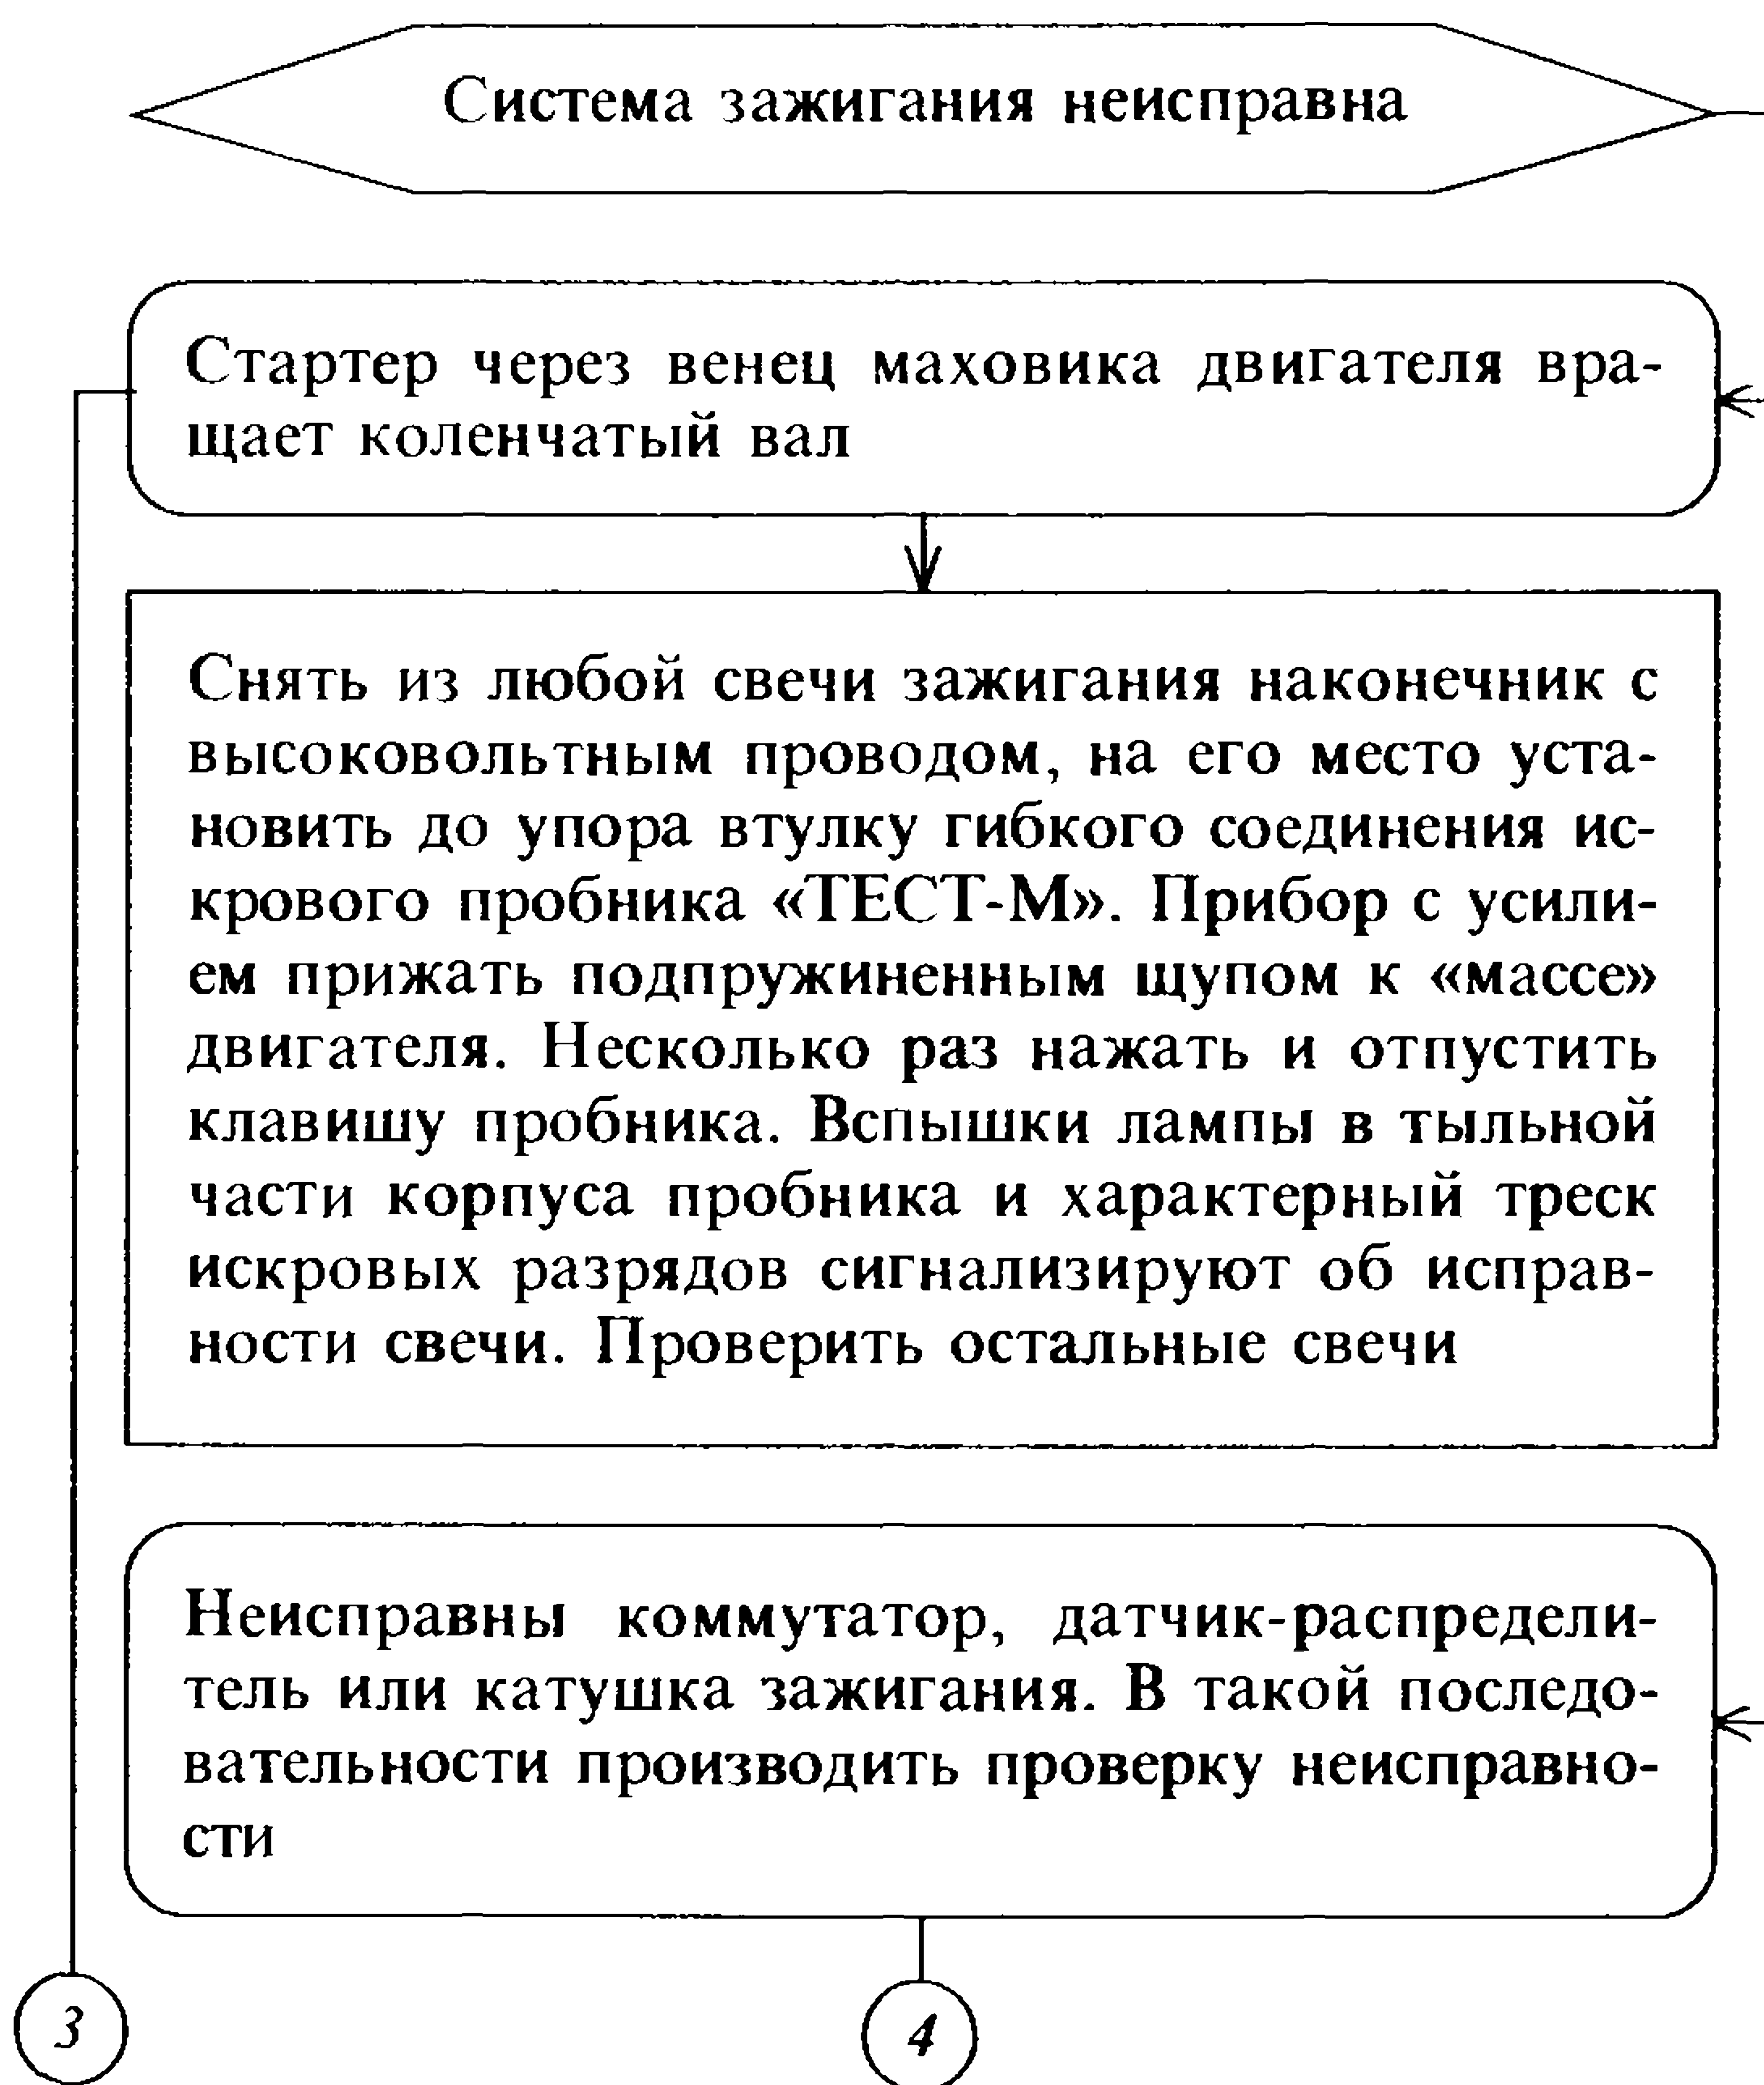 Система зажигания неисправна
Стартер через венец маховика двигателя вра-
щает коленчатый вал
Снять из любой свечи зажигания наконечник с
высоковольтным проводом, на его место уста-
новить до упора втулку гибкого соединения ис-
крового пробника «ТЕСТ-М». Прибор с усили-
ем прижать подпружиненным щупом к «массе»
двигателя. Несколько раз нажать и отпустить
клавишу пробника. Вспышки лампы в тыльной
части корпуса пробника и характерный треск
искровых разрядов сигнализируют об исправ-
ности свечи. Проверить остальные свечи
Неисправны коммутатор, датчик-распредели-
тель или катушка зажигания. В такой последо-
вательности производить проверку неисправно-
сти
3
4